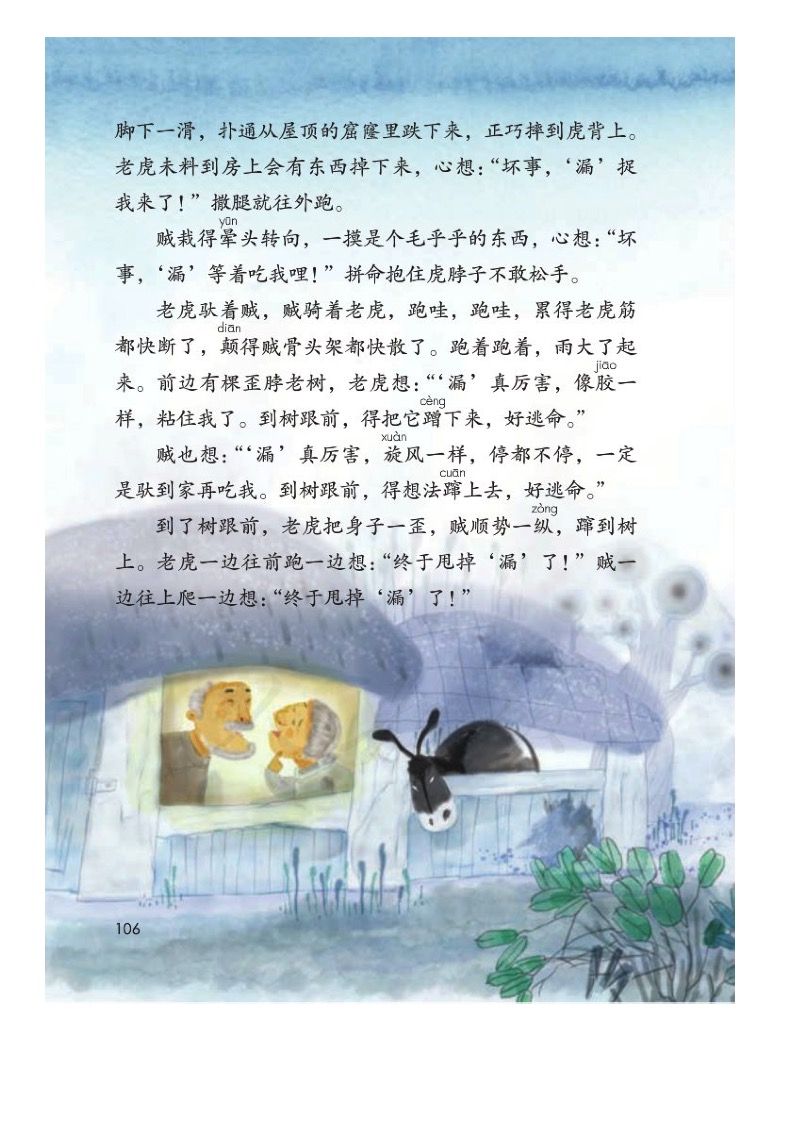 脚下一滑，扑通从屋顶的窟窿里跌下来，正巧摔到虎背上。
老虎未料到房上会有东西掉下来，心想：“坏事，‘漏’捉
我来了！”撒腿就往外跑。
yūn
贼栽得晕头转向，一摸是个毛乎乎的东西，心想：“坏
事，‘漏’等着吃我哩！”拼命抱住虎脖子不敢松手。
老虎驮着贼，贼骑着老虎，跑哇，跑哇，累得老虎筋
diān
都快断了，颠得贼骨头架都快散了。跑着跑着，雨大了起
jiāo
来。前边有棵歪脖老树，老虎想：“‘漏’真厉害，像胶一
cèng
样，粘住我了。到树跟前，得把它蹭下来，好逃命。”
xuàn
贼也想：“‘漏’真厉害，旋风一样，停都不停，一定
cuān
是驮到家再吃我。到树跟前，得想法蹿上去，好逃命。”
zòng
到了树跟前，老虎把身子一歪，贼顺势一纵，蹿到树
上。老虎一边往前跑一边想：“终于甩掉‘漏’了！”贼一
边往上爬一边想：“终于甩掉‘漏’了！”
106